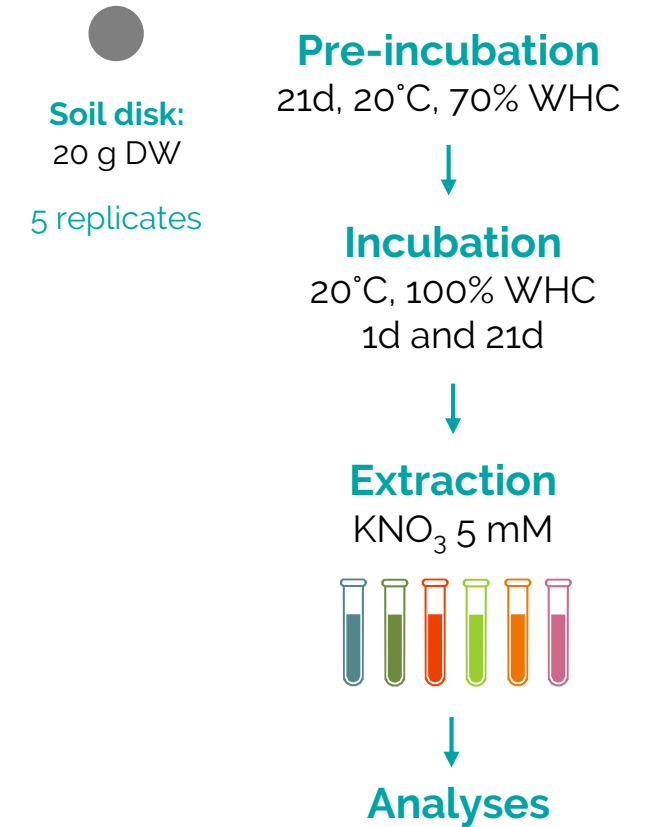 Soil disk:
20 g DW
5 replicates
Pre-incubation
21d, 20°C, 70% WHC
Incubation
20°C, 100% WHC
1d and 21d
Extraction
KNO₃ 5 mM
Analyses